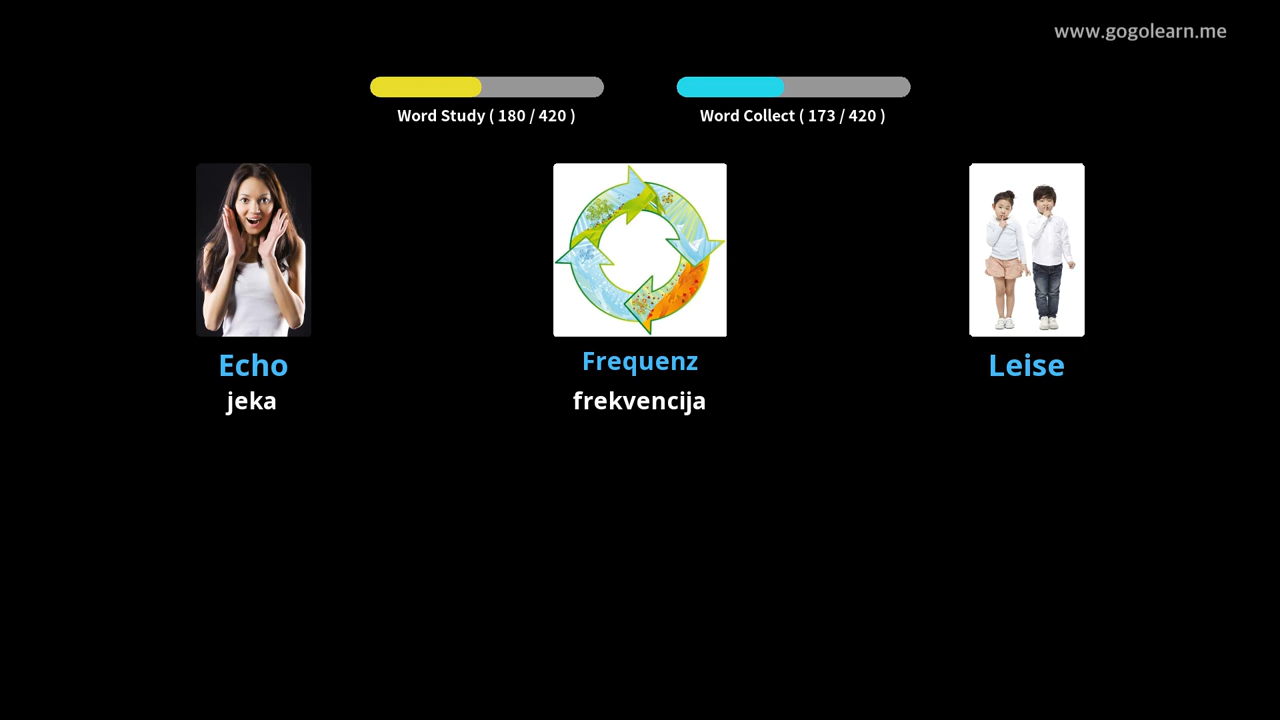 www.gogolearn.me
Word Study ( 180 / 420 )
Word Collect ( 173 / 420 )
Echo
jeka
Frequenz
frekvencija
Leise